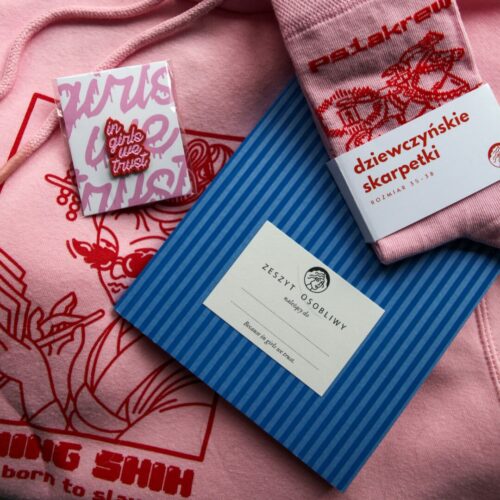 girls
we
trust
in
girls
we
trust
psiakrew
dziewczyńskie
skarpetki
ROZMIAR 35-38
ZESZYT OSOBLIWY
należący do
Because in girls we trust.
SHIH
born to